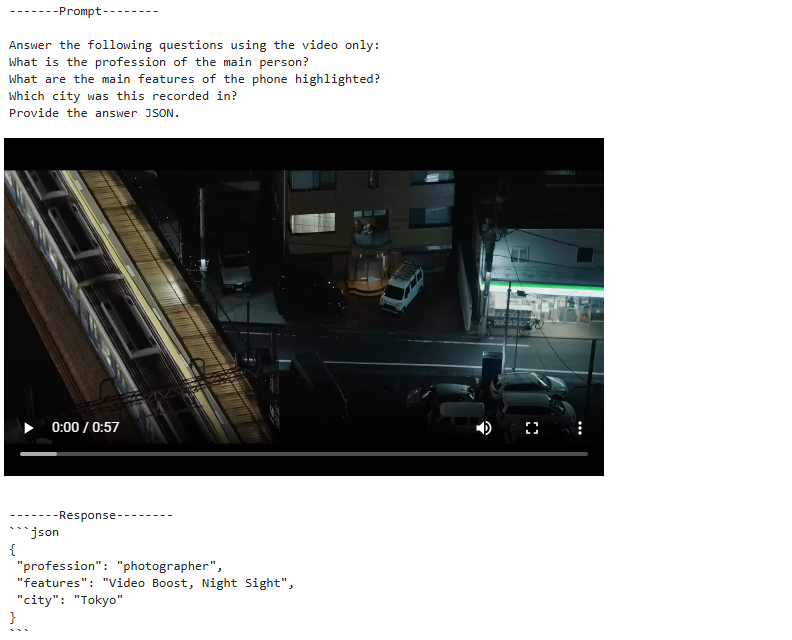 -------Prompt--------
Answer the following questions using the video only:
What is the profession of the main person?
What are the main features of the phone highlighted?
Which city was this recorded in?
Provide the answer JSON.
0:00 / 0:57
-------Response--------
```json
{
 "profession": "photographer",
 "features": "Video Boost, Night Sight",
 "city": "Tokyo"
}
```